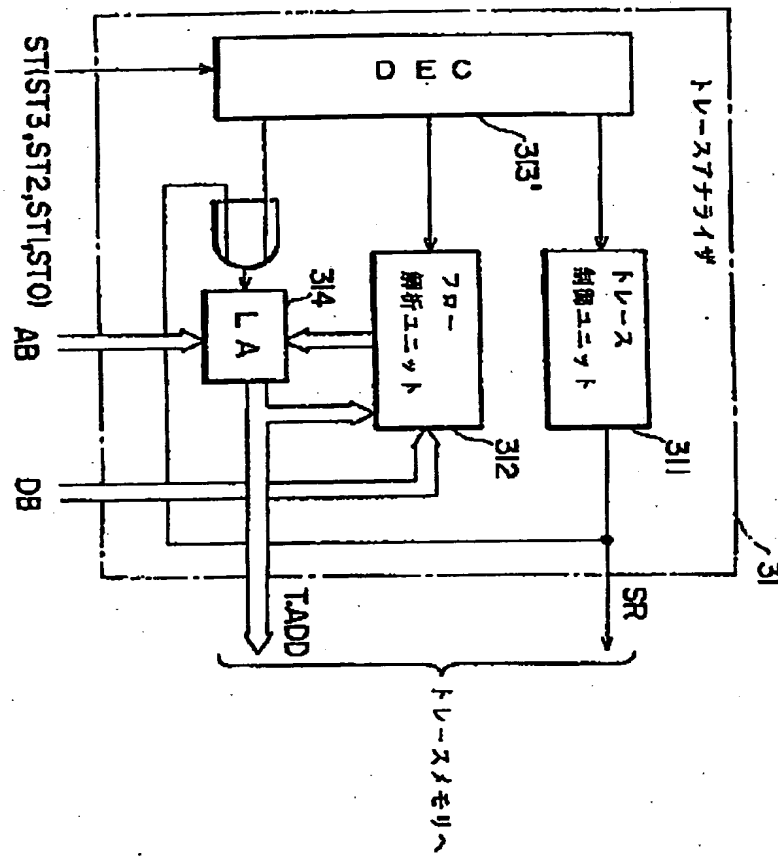 31
トレースアナライザ
DEC
313'
トレース
制御ユニット
311
フロー
解析ユニット
312
LA
314
ST(ST3,ST2,ST1,ST0)
AB
DB
SR
T.ADD
トレースメモリへ